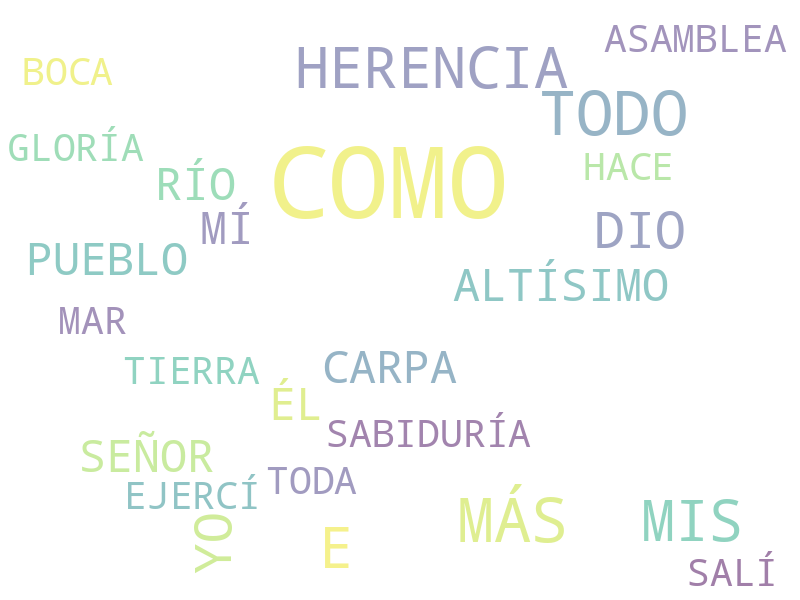 ASAMBLEA
HERENCIA
BOCA
TODO
GLORÍA
COMO
HACE
RÍO
MÍ
DIO
PUEBLO
ALTÍSIMO
MAR
TIERRA
CARPA
ÉL
SABIDURÍA
SEÑOR
TODA
EJERCÍ
YO
E
MÁS
MIS
SALÍ